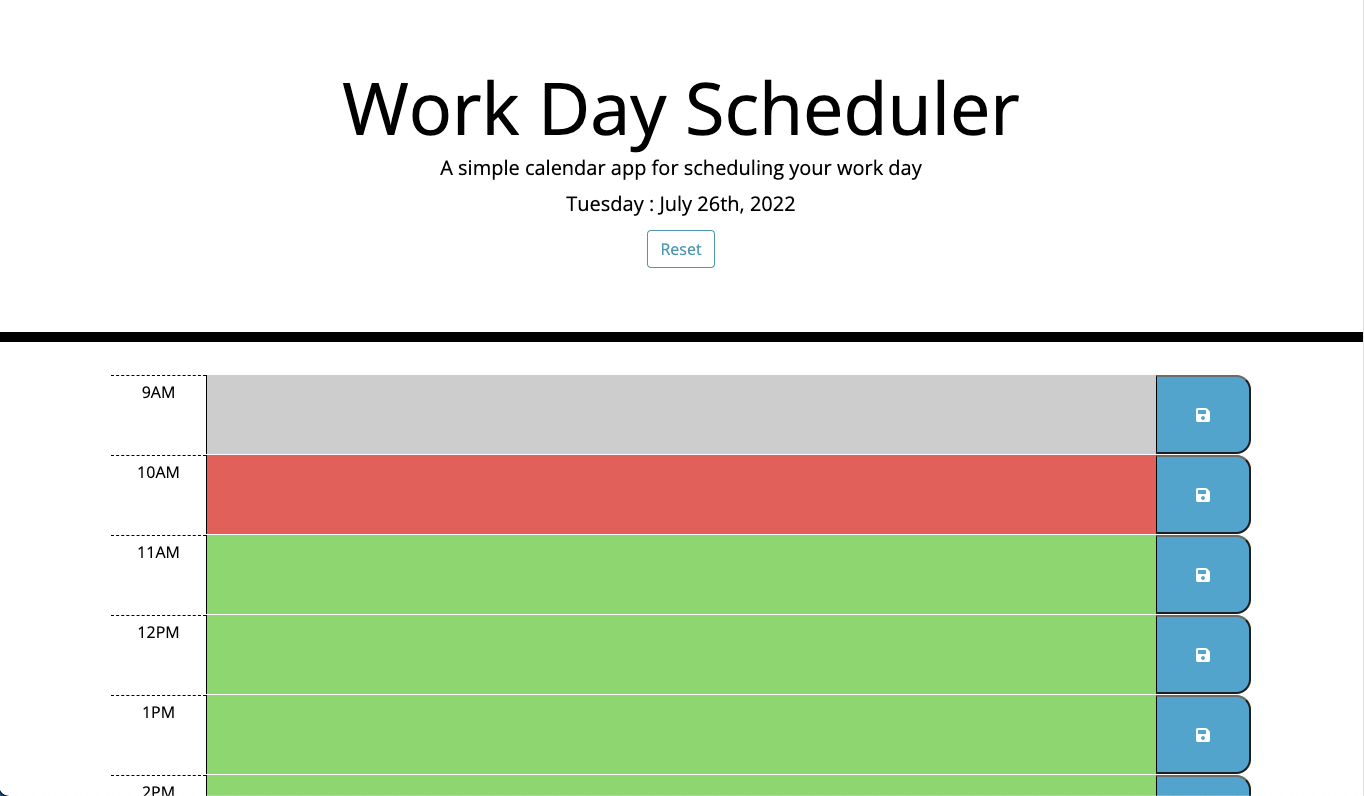 Work Day Scheduler
A simple calendar app for scheduling your work day
Tuesday : July 26th, 2022
Reset
9AM
10AM
11AM
12PM
1PM
2PM